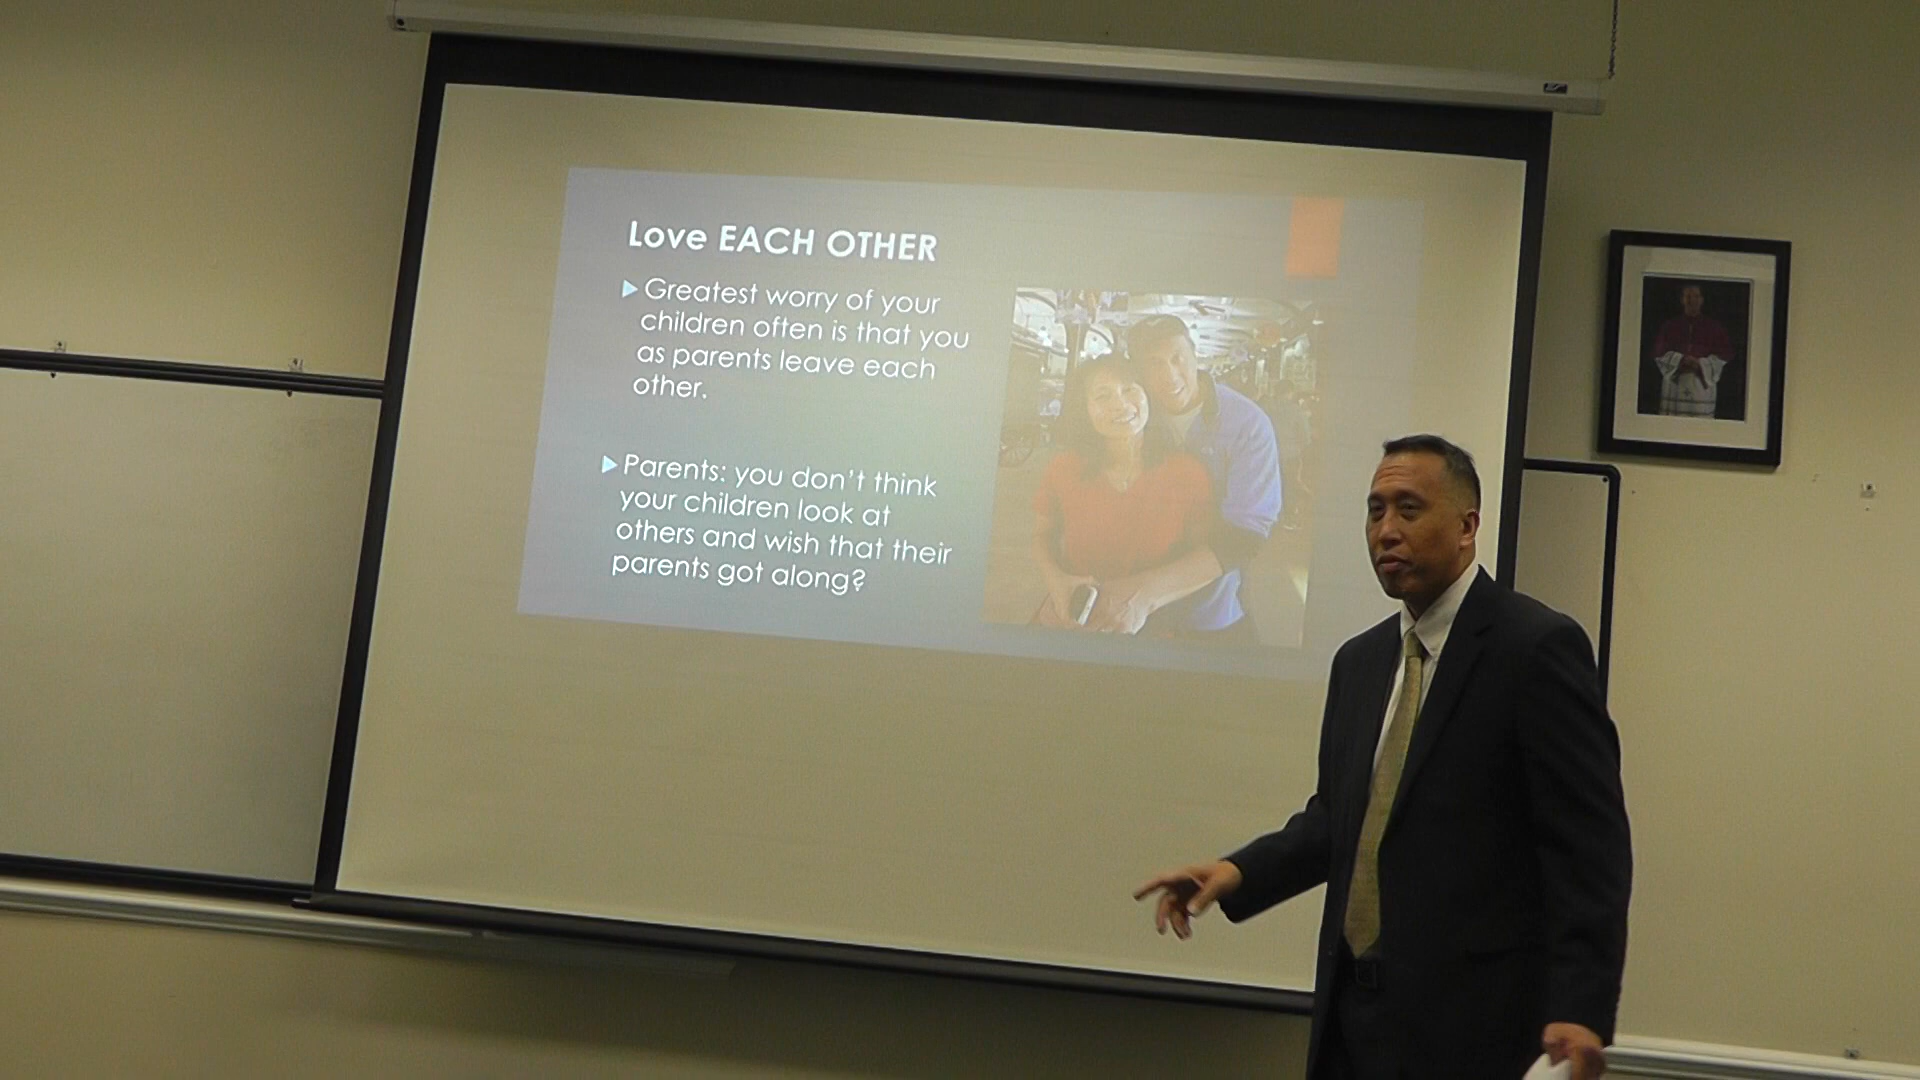 Love EACH OTHER
Greatest worry of your
children often is that you
as parents leave each
other.
Parents: you don't think
your children look at
others and wish that their
parents got along?